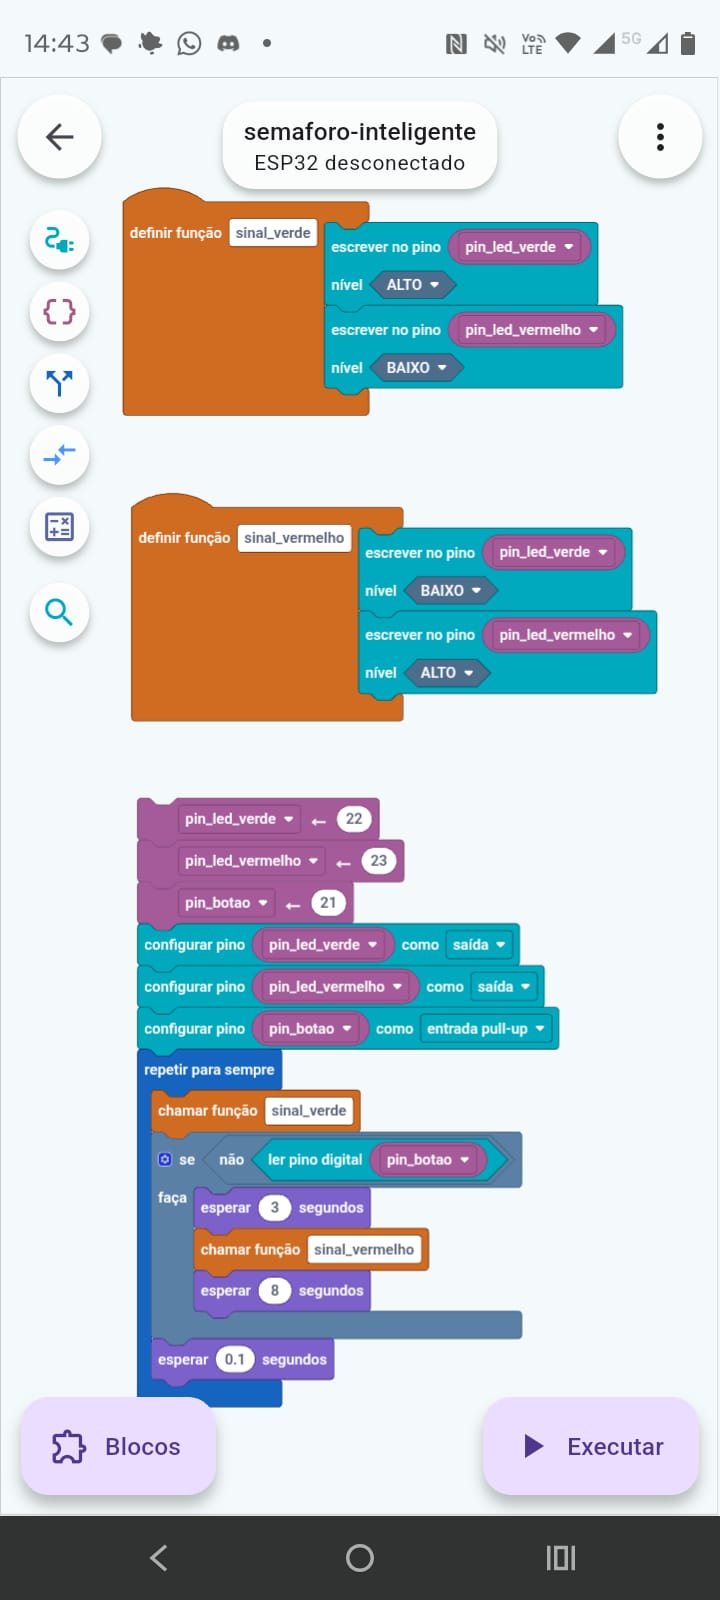 14:43
Vo LTE
5G
semaforo-inteligente
ESP32 desconectado
definir função sinal_verde
escrever no pino pin_led_verde
nível ALTO
escrever no pino pin_led_vermelho
nível BAIXO
definir função sinal_vermelho
escrever no pino pin_led_verde
nível BAIXO
escrever no pino pin_led_vermelho
nível ALTO
pin_led_verde ← 22
pin_led_vermelho ← 23
pin_botao ← 21
configurar pino pin_led_verde como saída
configurar pino pin_led_vermelho como saída
configurar pino pin_botao como entrada pull-up
repetir para sempre
chamar função sinal_verde
se não ler pino digital pin_botao
faça
esperar 3 segundos
chamar função sinal_vermelho
esperar 8 segundos
esperar 0.1 segundos
Blocos
Executar